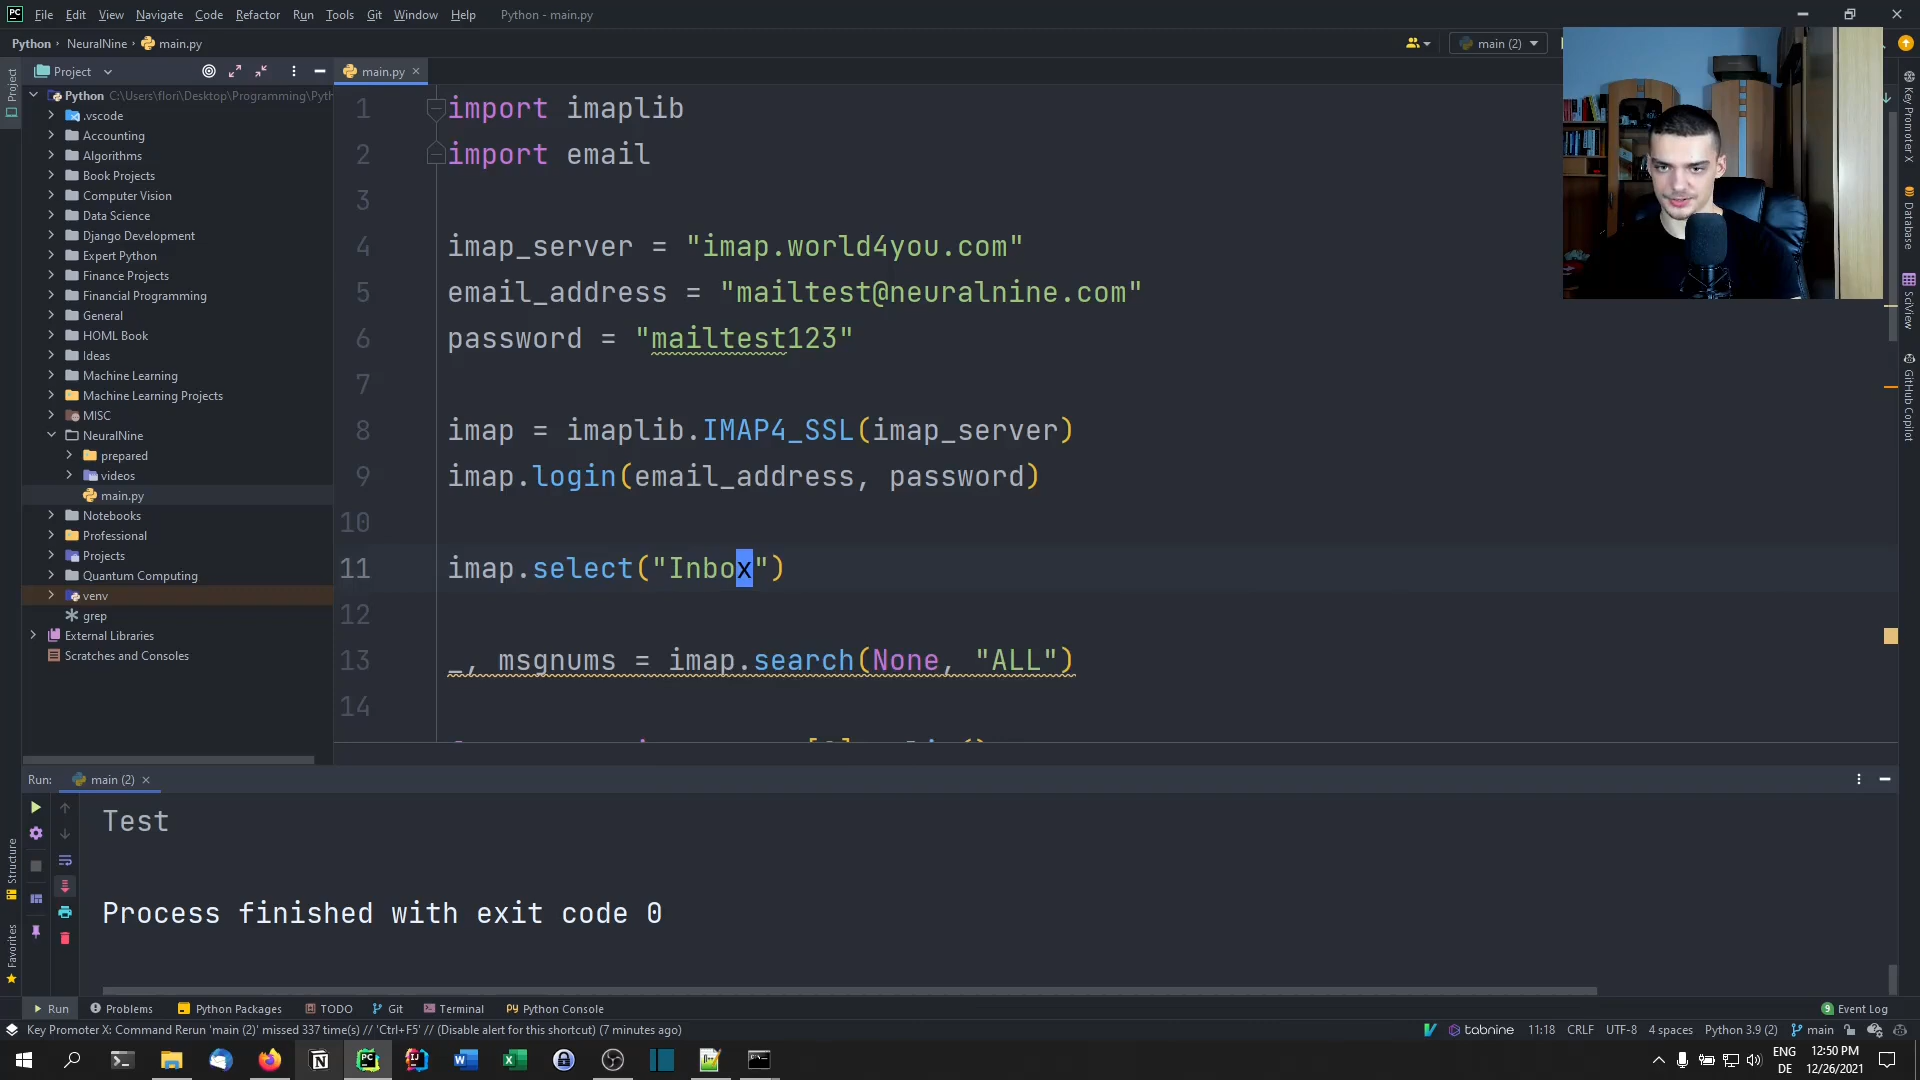 File Edit View Navigate Code Refactor Run Tools Git Window Help Python - main.py
Python NeuralNine main.py
main (2)
Project
main.py
Python C:\Users\flori\Desktop\Programming\Pyth
.vscode
Accounting
Algorithms
Book Projects
Computer Vision
Data Science
Django Development
Expert Python
Finance Projects
Financial Programming
General
HOML Book
Ideas
Machine Learning
Machine Learning Projects
MISC
NeuralNine
prepared
videos
main.py
Notebooks
Professional
Projects
Quantum Computing
venv
grep
External Libraries
Scratches and Consoles
Project
Structure
Favorites
1 import imaplib
2 import email
3
4 imap_server = "imap.world4you.com"
5 email_address = "mailtest@neuralnine.com"
6 password = "mailtest123"
7
8 imap = imaplib.IMAP4_SSL(imap_server)
9 imap.login(email_address, password)
10
11 imap.select("Inbox")
12
13 _, msgnums = imap.search(None, "ALL")
14
Key Promoter X
Database
SciView
GitHub Copilot
Run: main (2)
Test
Process finished with exit code 0
Run Problems Python Packages TODO Git Terminal Python Console Event Log
Key Promoter X: Command Rerun 'main (2)' missed 337 time(s) // 'Ctrl+F5' // (Disable alert for this shortcut) (7 minutes ago)
tabnine 11:18 CRLF UTF-8 4 spaces Python 3.9 (2) main
ENG 12:50 PM
DE 12/26/2021